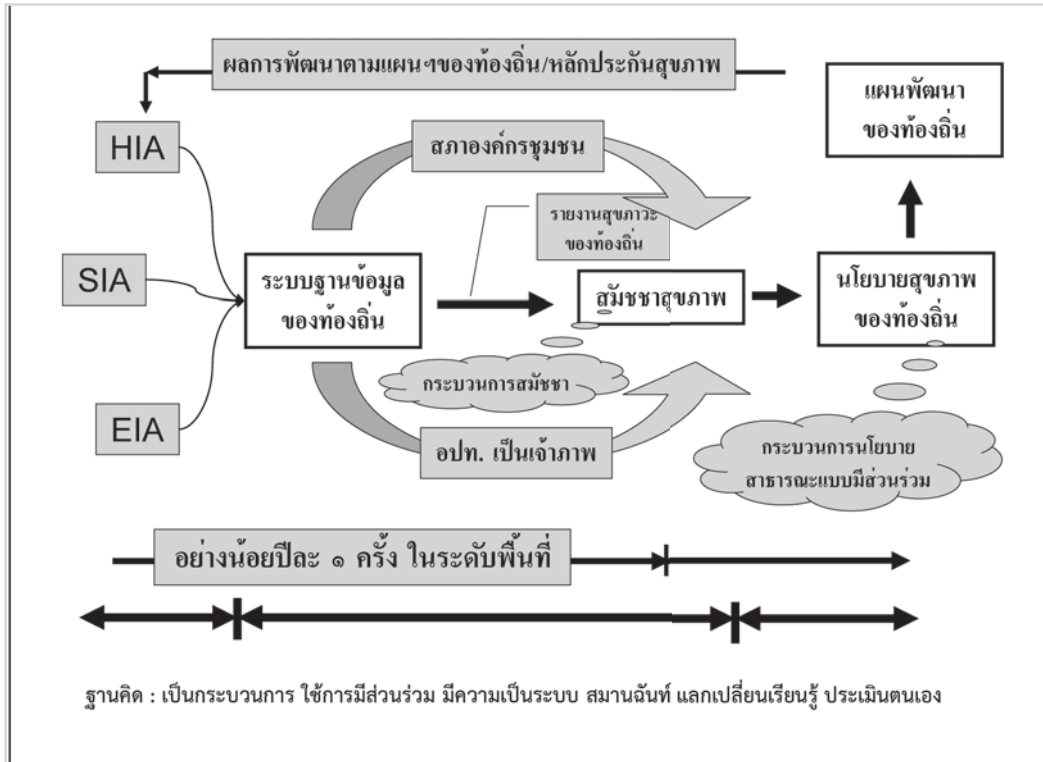 ผลการพัฒนาตามแผนฯของท้องถิ่น/หลักประกันสุขภาพ
แผนพัฒนา
ของท้องถิ่น
HIA
สภาองค์กรชุมชน
รายงานสุขภาวะ
ของท้องถิ่น
SIA
ระบบฐานข้อมูล
ของท้องถิ่น
สมัชชาสุขภาพ
นโยบายสุขภาพ
ของท้องถิ่น
กระบวนการสมัชชา
EIA
อปท. เป็นเจ้าภาพ
กระบวนการนโยบาย
สาธารณะแบบมีส่วนร่วม
อย่างน้อยปีละ ๑ ครั้ง ในระดับพื้นที่
ฐานคิด : เป็นกระบวนการ ใช้การมีส่วนร่วม มีความเป็นระบบ สมานฉันท์ แลกเปลี่ยนเรียนรู้ ประเมินตนเอง